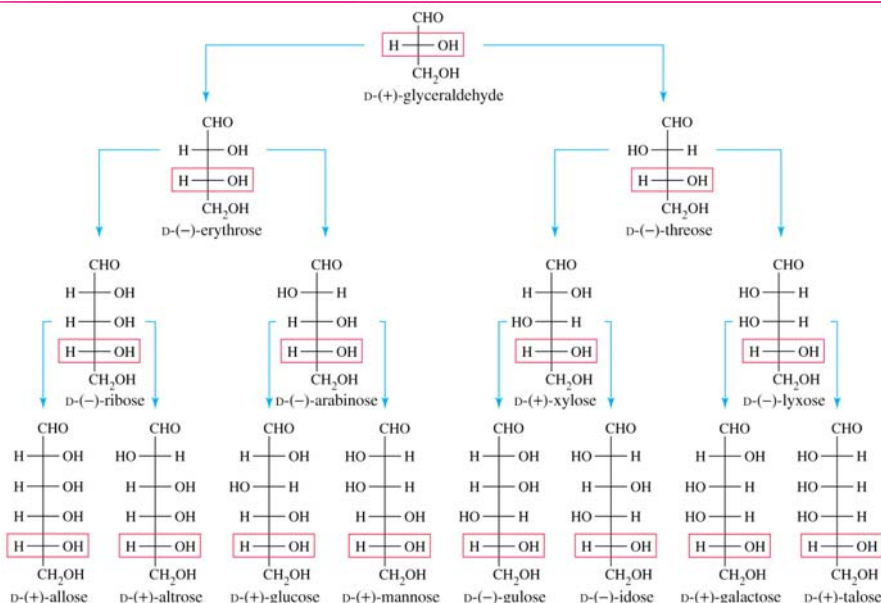 CHO
H OH
CH2OH
D-(+)-glyceraldehyde
CHO CHO
H OH HO H
H OH H OH
CH2OH CH2OH
D-(−)-erythrose D-(−)-threose
CHO CHO CHO CHO
H OH HO H H OH HO H
H OH H OH HO H HO H
H OH H OH H OH H OH
CH2OH CH2OH CH2OH CH2OH
D-(−)-ribose D-(−)-arabinose D-(+)-xylose D-(−)-lyxose
CHO CHO CHO CHO CHO CHO CHO CHO
H OH HO H H OH HO H H OH HO H H OH HO H
H OH H OH HO H HO H H OH H OH HO H HO H
H OH H OH H OH H OH HO H HO H HO H HO H
H OH H OH H OH H OH H OH H OH H OH H OH
CH2OH CH2OH CH2OH CH2OH CH2OH CH2OH CH2OH CH2OH
D-(+)-allose D-(+)-altrose D-(+)-glucose D-(+)-mannose D-(−)-gulose D-(−)-idose D-(+)-galactose D-(+)-talose